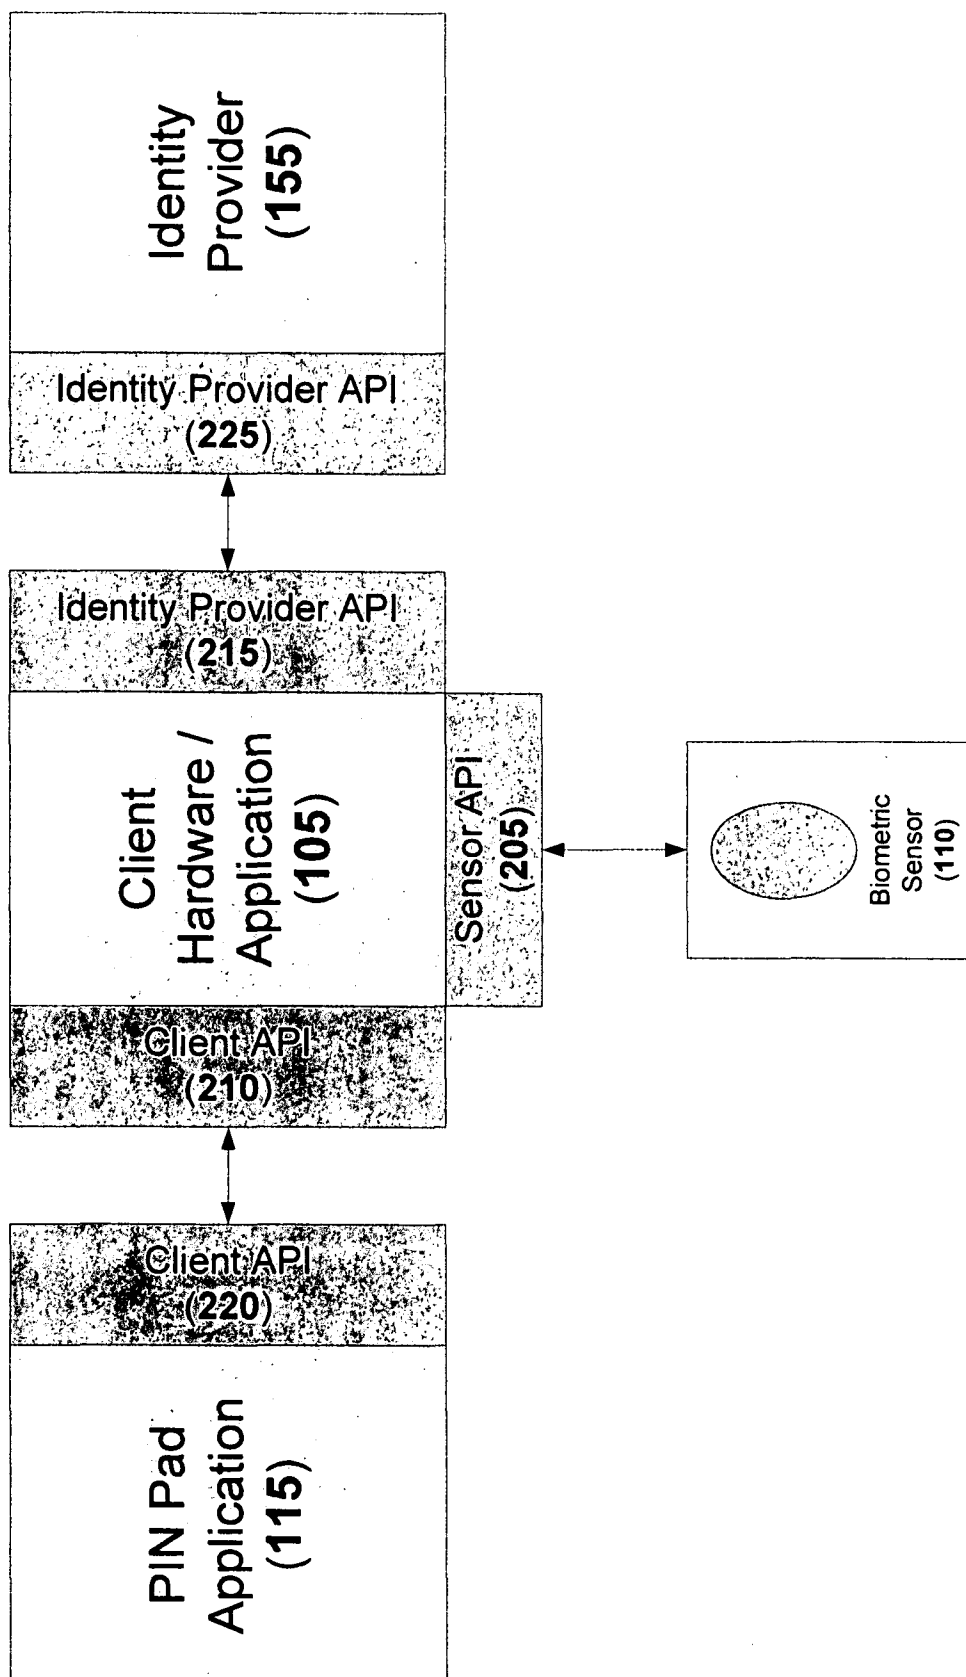 Identity
Provider
(155)
Identity Provider API
(225)
Identity Provider API
(215)
Client
Hardware /
Application
(105)
Sensor API
(205)
Biometric
Sensor
(110)
Client API
(210)
Client API
(220)
PIN Pad
Application
(115)